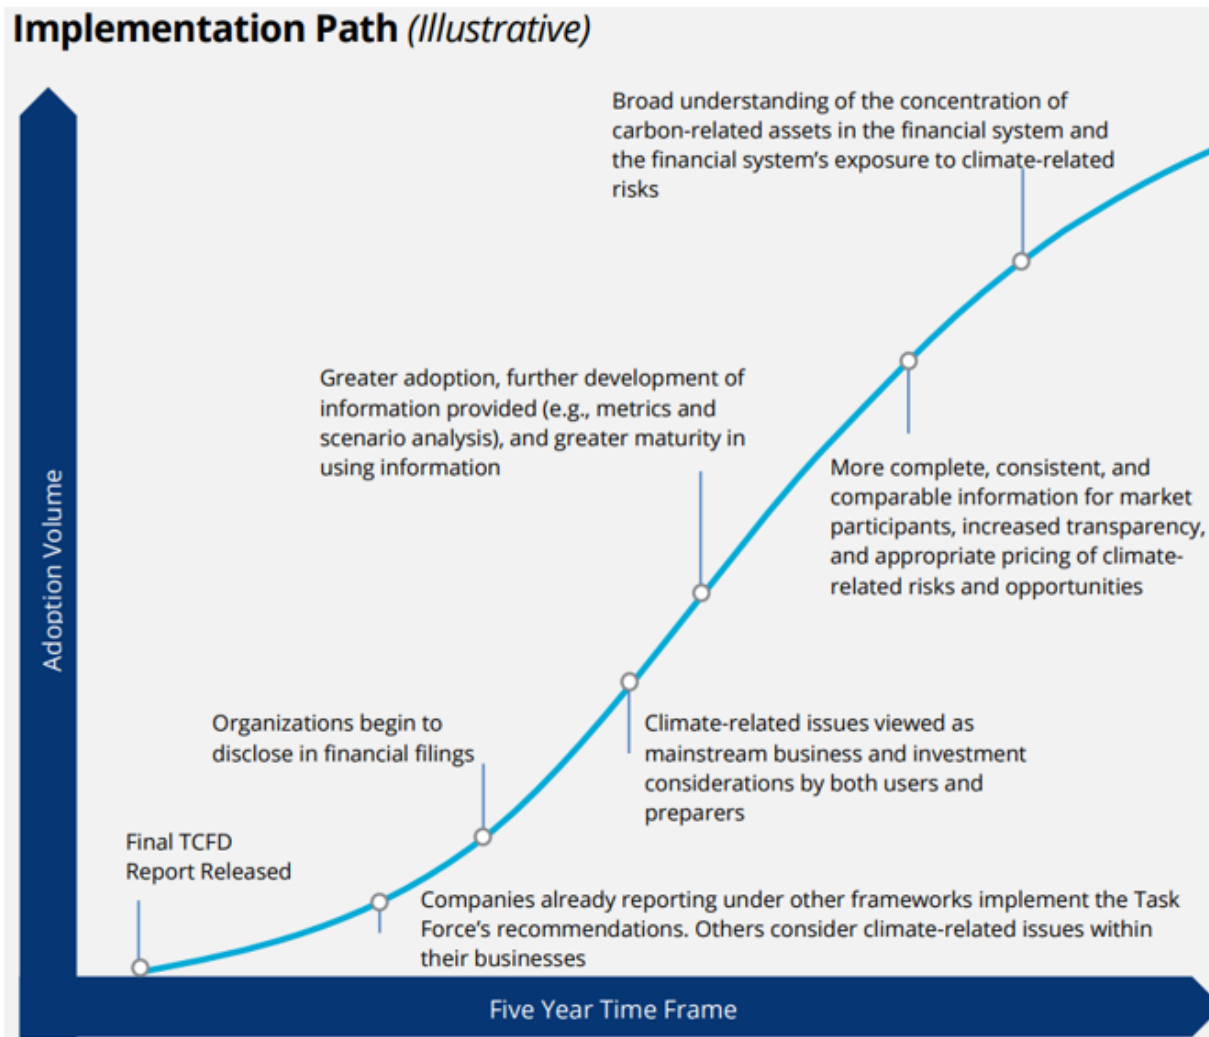 Implementation Path (Illustrative)
Broad understanding of the concentration of
carbon-related assets in the financial system and
the financial system's exposure to climate-related
risks
Greater adoption, further development of
information provided (e.g., metrics and
scenario analysis), and greater maturity in
using information
More complete, consistent, and
comparable information for market
participants, increased transparency,
and appropriate pricing of climate-
related risks and opportunities
Adoption Volume
Organizations begin to
disclose in financial filings
Climate-related issues viewed as
mainstream business and investment
considerations by both users and
preparers
Final TCFD
Report Released
Companies already reporting under other frameworks implement the Task
Force's recommendations. Others consider climate-related issues within
their businesses
Five Year Time Frame